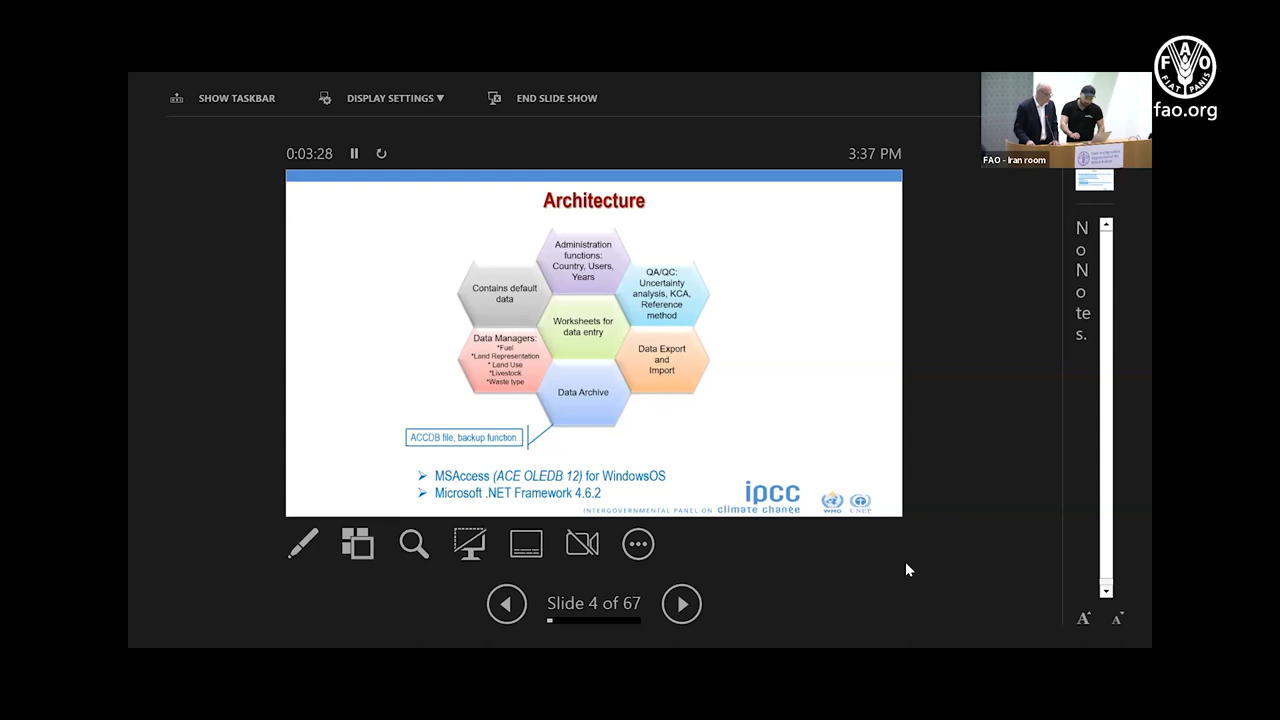 FAO
FIAT PANIS
fao.org
SHOW TASKBAR
DISPLAY SETTINGS ▼
END SLIDE SHOW
FAO - Iran room
0:03:28
3:37 PM
Architecture
Administration
functions:
Country, Users,
Years
Contains default
data
QA/QC:
Uncertainty
analysis, KCA,
Reference
method
Worksheets for
data entry
Data Managers:
*Fuel
*Land Representation
* Land Use
*Livestock
*Waste type
Data Export
and
Import
Data Archive
ACCDB file, backup function
➢ MSAccess (ACE OLEDB 12) for WindowsOS
➢ Microsoft .NET Framework 4.6.2
ipcc
INTERGOVERNMENTAL PANEL ON climate change
WMO
UNEP
Slide 4 of 67
N
o
N
o
te
s.
A
A